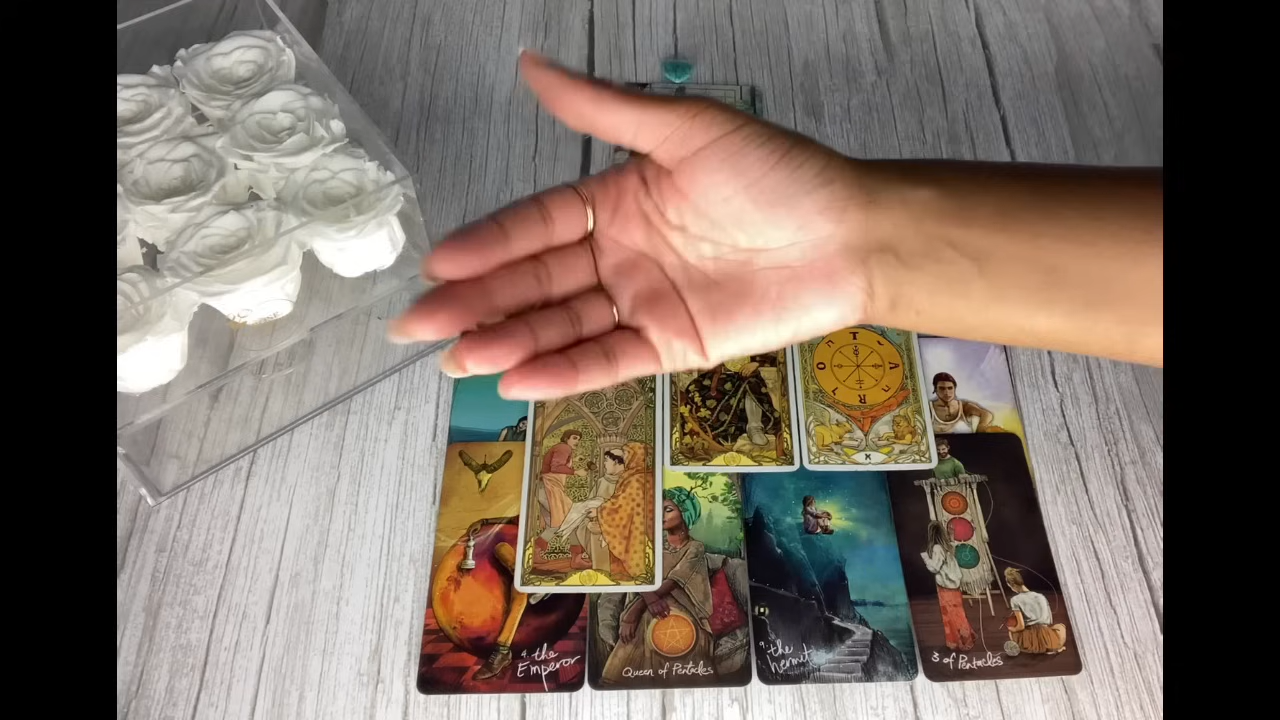 T
O
A
R
X
4. the
Emperor
Queen of Pentacles
9. the
hermit
3 of Pentacles